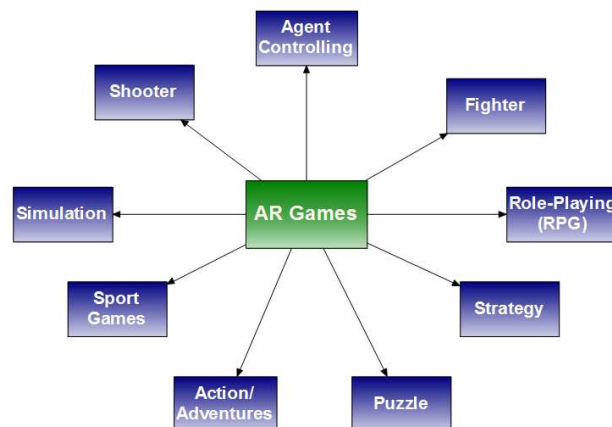 Agent
Controlling
Shooter
Fighter
AR Games
Simulation
Role-Playing
(RPG)
Sport
Games
Strategy
Action/
Adventures
Puzzle